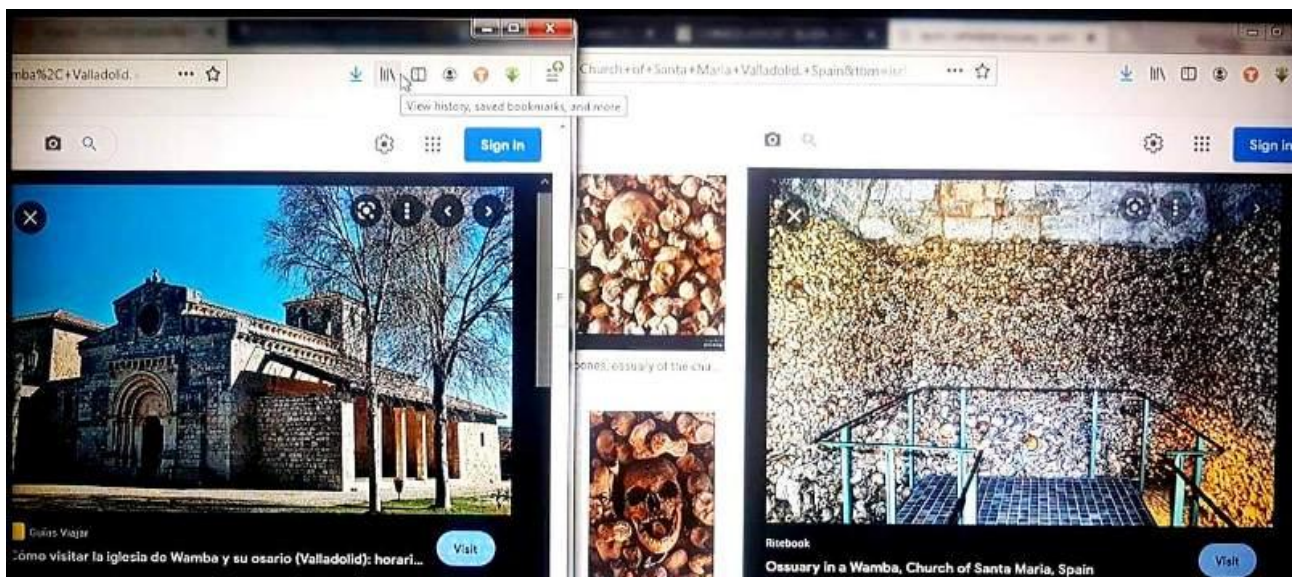 mba%2C+Valladolid.
View history, saved bookmarks, and more
Sign in
Guías Viajar
Cómo visitar la iglesia de Wamba y su osario (Valladolid): horari...
Visit
Church+of+Santa+Maria+Valladolid.+Spain&tbm=isc
Sign in
bones, ossuary of the chu...
Ritebook
Ossuary in a Wamba, Church of Santa Maria, Spain
Visit